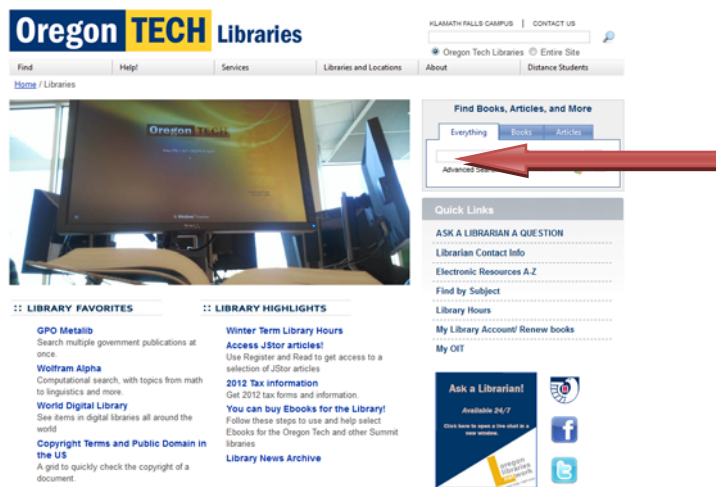 Oregon TECH Libraries
KLAMATH FALLS CAMPUS | CONTACT US
Oregon Tech Libraries Entire Site
Find Help! Services Libraries and Locations About Distance Students
Home / Libraries
Oregon TECH
Find Books, Articles, and More
Everything Books Articles
Advanced
Quick Links
ASK A LIBRARIAN A QUESTION
Librarian Contact Info
Electronic Resources A-Z
Find by Subject
Library Hours
My Library Account/ Renew books
My OIT
:: LIBRARY FAVORITES
GPO Metalib
Search multiple government publications at
once.
Wolfram Alpha
Computational search, with topics from math
to linguistics and more.
World Digital Library
See items in digital libraries all around the
world
Copyright Terms and Public Domain in
the US
A grid to quickly check the copyright of a
document.
:: LIBRARY HIGHLIGHTS
Winter Term Library Hours
Access JStor articles!
Use Register and Read to get access to a
selection of JStor articles
2012 Tax information
Get 2012 tax forms and information.
You can buy Ebooks for the Library!
Follow these steps to use and help select
Ebooks for the Oregon Tech and other Summit
libraries
Library News Archive
Ask a Librarian!
Available 24/7
Click here to open a live chat in a
new window.
oregon
libraries
network